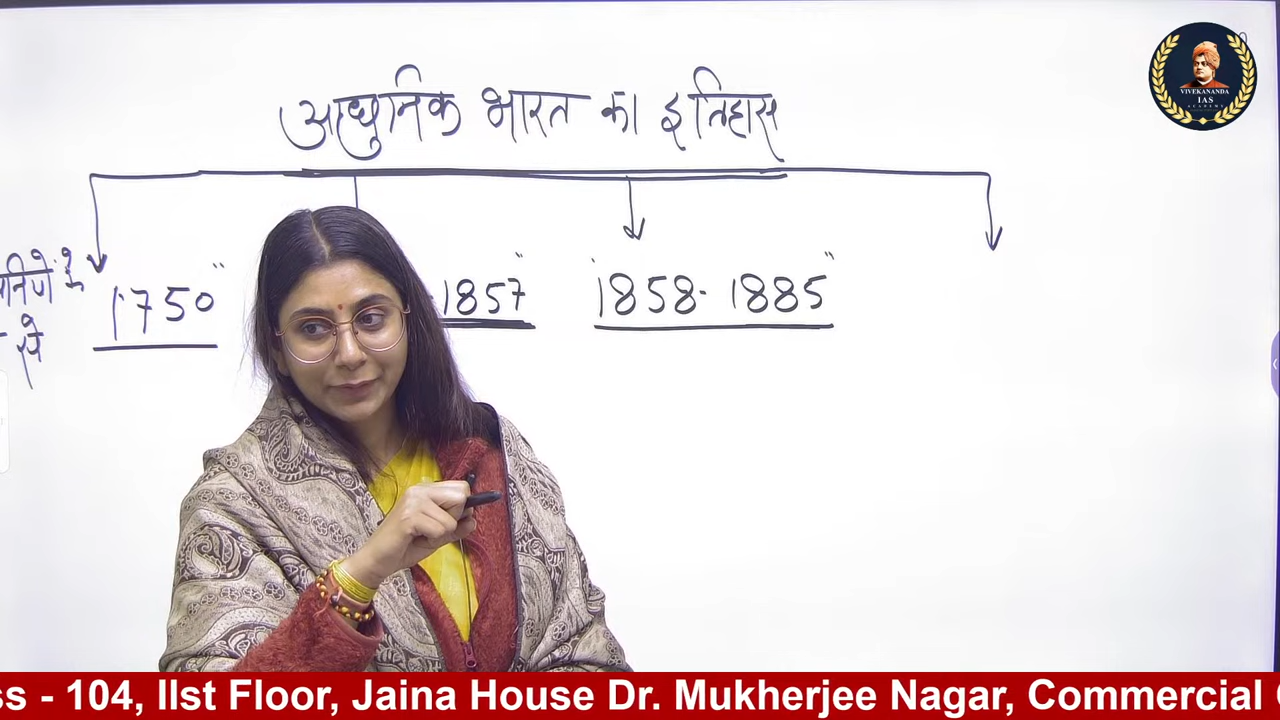 आधुनिक भारत का इतिहास
1750"
1857"
1858-1885"
से
VIVEKANANDA
IAS
ACADEMY
ss - 104, IIst Floor, Jaina House Dr. Mukherjee Nagar, Commercial